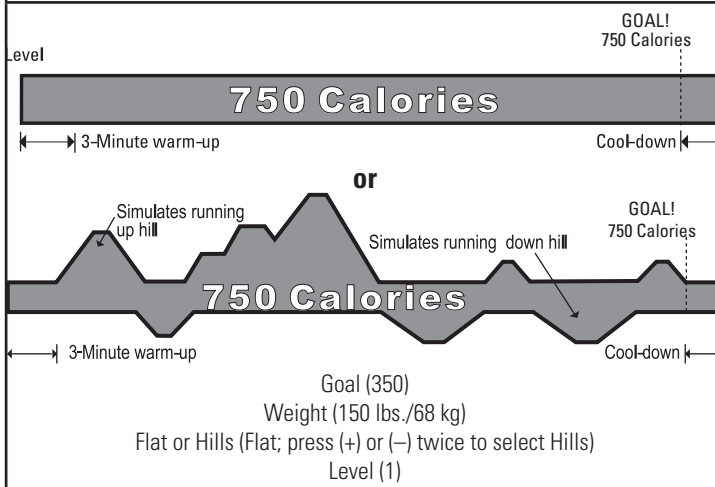 GOAL!
750 Calories
Level
750 Calories
3-Minute warm-up
Cool-down
or
Simulates running
up hill
Simulates running down hill
GOAL!
750 Calories
750 Calories
3-Minute warm-up
Cool-down
Goal (350)
Weight (150 lbs./68 kg)
Flat or Hills (Flat; press (+) or (–) twice to select Hills)
Level (1)